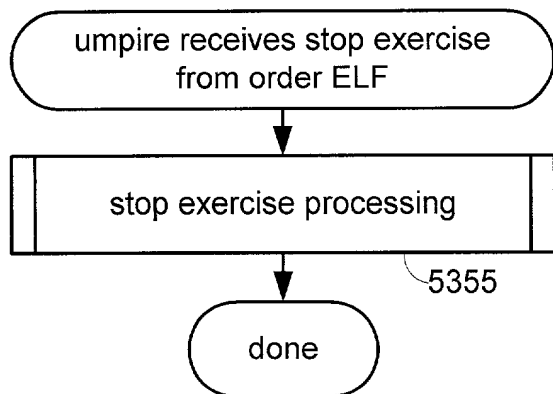 umpire receives stop exercise
from order ELF
stop exercise processing
5355
done